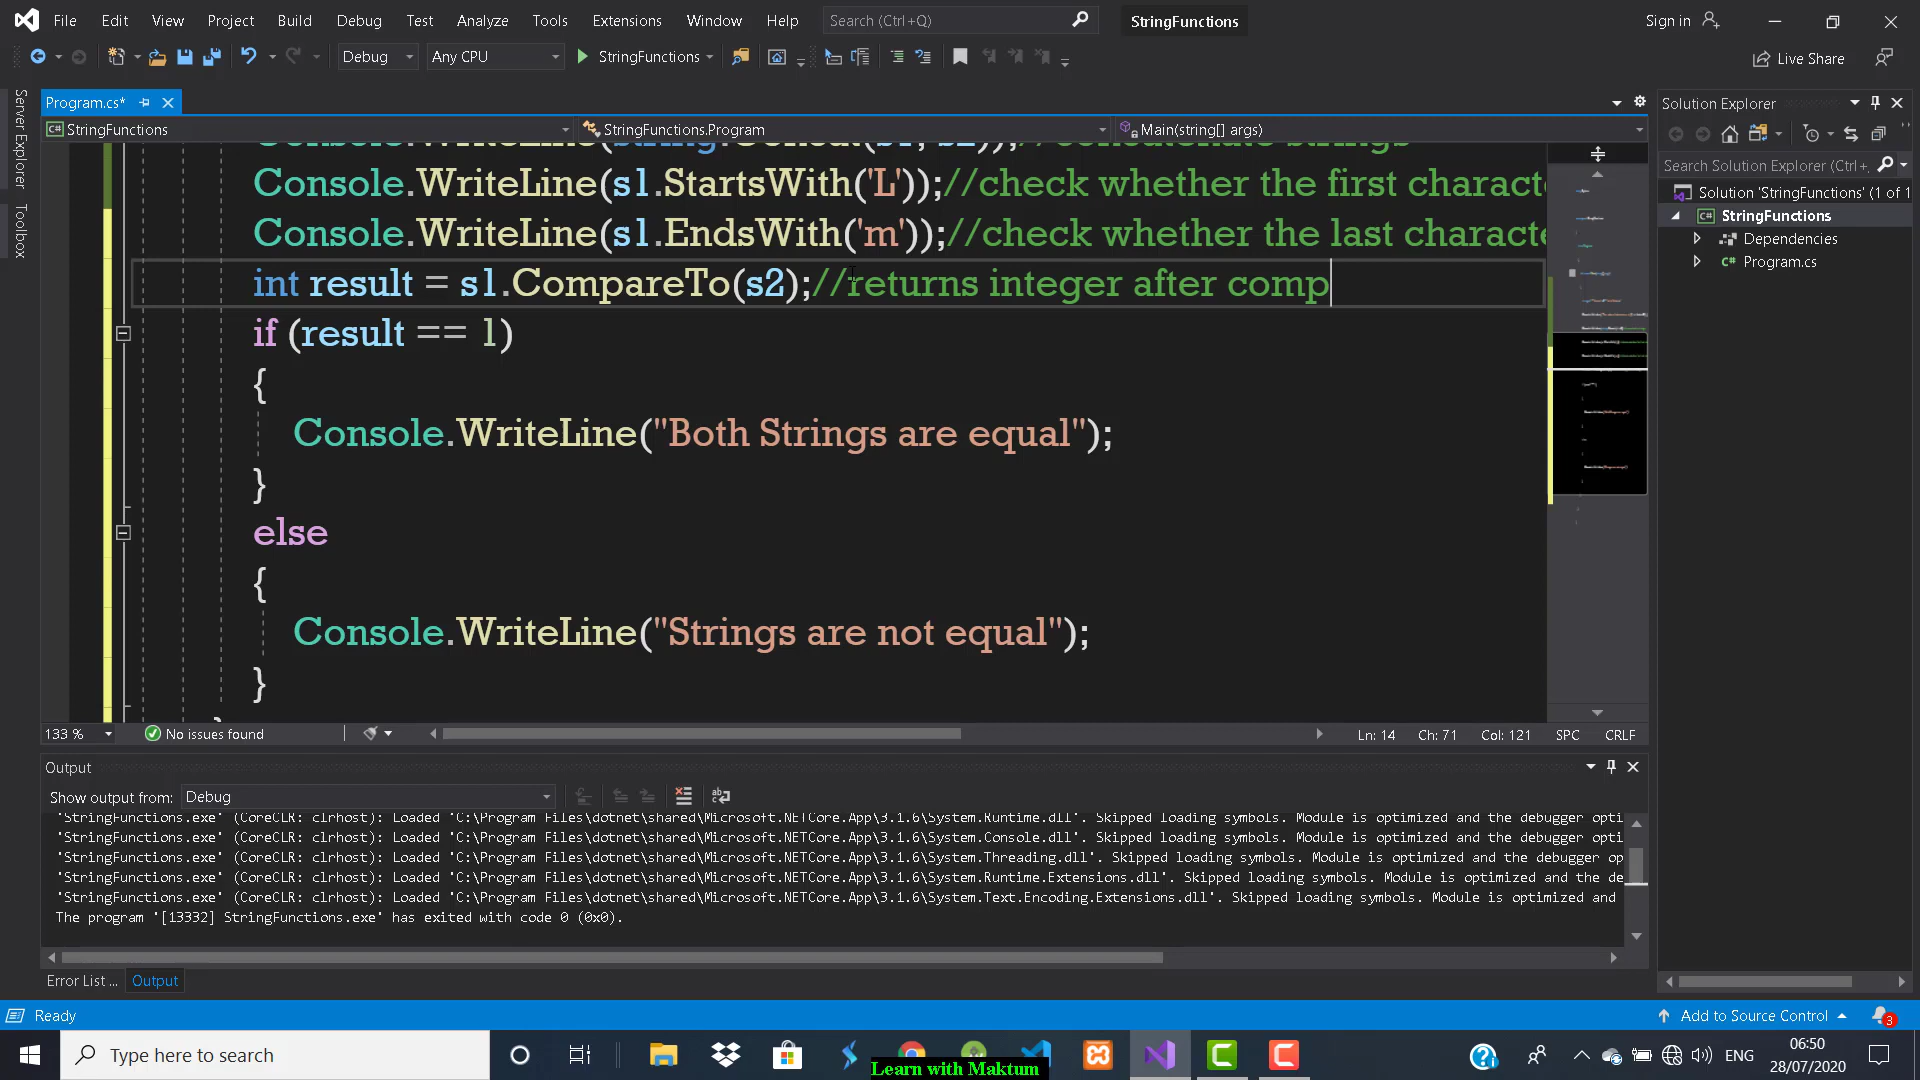 File Edit View Project Build Debug Test Analyze Tools Extensions Window Help Search (Ctrl+Q) StringFunctions Sign in
Debug Any CPU StringFunctions Live Share
Server Explorer
Toolbox
Program.cs*
StringFunctions StringFunctions.Program Main(string[] args)
Console.WriteLine(string.Concat(s1, s2));//concatenate strings
Console.WriteLine(s1.StartsWith('L'));//check whether the first characte
Console.WriteLine(s1.EndsWith('m'));//check whether the last characte
int result = s1.CompareTo(s2);//returns integer after comp
if (result == 1)
{
Console.WriteLine("Both Strings are equal");
}
else
{
Console.WriteLine("Strings are not equal");
}
133 % No issues found Ln: 14 Ch: 71 Col: 121 SPC CRLF
Solution Explorer
Search Solution Explorer (Ctrl+
Solution 'StringFunctions' (1 of 1
StringFunctions
Dependencies
Program.cs
Output
Show output from: Debug
'StringFunctions.exe' (CoreCLR: clrhost): Loaded 'C:\Program Files\dotnet\shared\Microsoft.NETCore.App\3.1.6\System.Runtime.dll'. Skipped loading symbols. Module is optimized and the debugger opti
'StringFunctions.exe' (CoreCLR: clrhost): Loaded 'C:\Program Files\dotnet\shared\Microsoft.NETCore.App\3.1.6\System.Console.dll'. Skipped loading symbols. Module is optimized and the debugger opti
'StringFunctions.exe' (CoreCLR: clrhost): Loaded 'C:\Program Files\dotnet\shared\Microsoft.NETCore.App\3.1.6\System.Threading.dll'. Skipped loading symbols. Module is optimized and the debugger op
'StringFunctions.exe' (CoreCLR: clrhost): Loaded 'C:\Program Files\dotnet\shared\Microsoft.NETCore.App\3.1.6\System.Runtime.Extensions.dll'. Skipped loading symbols. Module is optimized and the de
'StringFunctions.exe' (CoreCLR: clrhost): Loaded 'C:\Program Files\dotnet\shared\Microsoft.NETCore.App\3.1.6\System.Text.Encoding.Extensions.dll'. Skipped loading symbols. Module is optimized and
The program '[13332] StringFunctions.exe' has exited with code 0 (0x0).
Error List ... Output
Ready Add to Source Control 3
Type here to search ENG 06:50
28/07/2020
Learn with Maktum